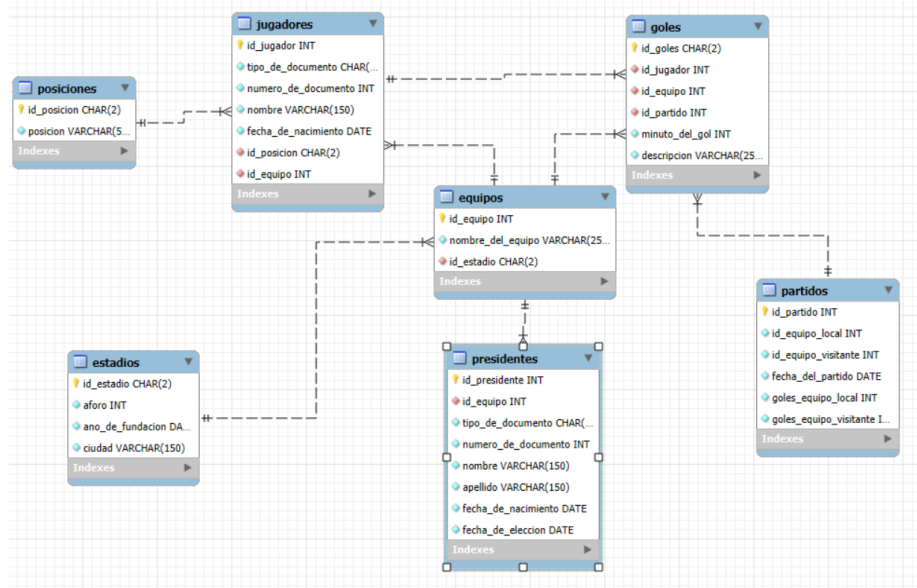 posiciones
id_posicion CHAR(2)
posicion VARCHAR(5...
Indexes
jugadores
id_jugador INT
tipo_de_documento CHAR(...
numero_de_documento INT
nombre VARCHAR(150)
fecha_de_nacimiento DATE
id_posicion CHAR(2)
id_equipo INT
Indexes
goles
id_goles CHAR(2)
id_jugador INT
id_equipo INT
id_partido INT
minuto_del_gol INT
descripcion VARCHAR(25...
Indexes
equipos
id_equipo INT
nombre_del_equipo VARCHAR(25...
id_estadio CHAR(2)
Indexes
partidos
id_partido INT
id_equipo_local INT
id_equipo_visitante INT
fecha_del_partido DATE
goles_equipo_local INT
goles_equipo_visitante I...
Indexes
estadios
id_estadio CHAR(2)
aforo INT
ano_de_fundacion DA...
ciudad VARCHAR(150)
Indexes
presidentes
id_presidente INT
id_equipo INT
tipo_de_documento CHAR(...
numero_de_documento INT
nombre VARCHAR(150)
apellido VARCHAR(150)
fecha_de_nacimiento DATE
fecha_de_eleccion DATE
Indexes